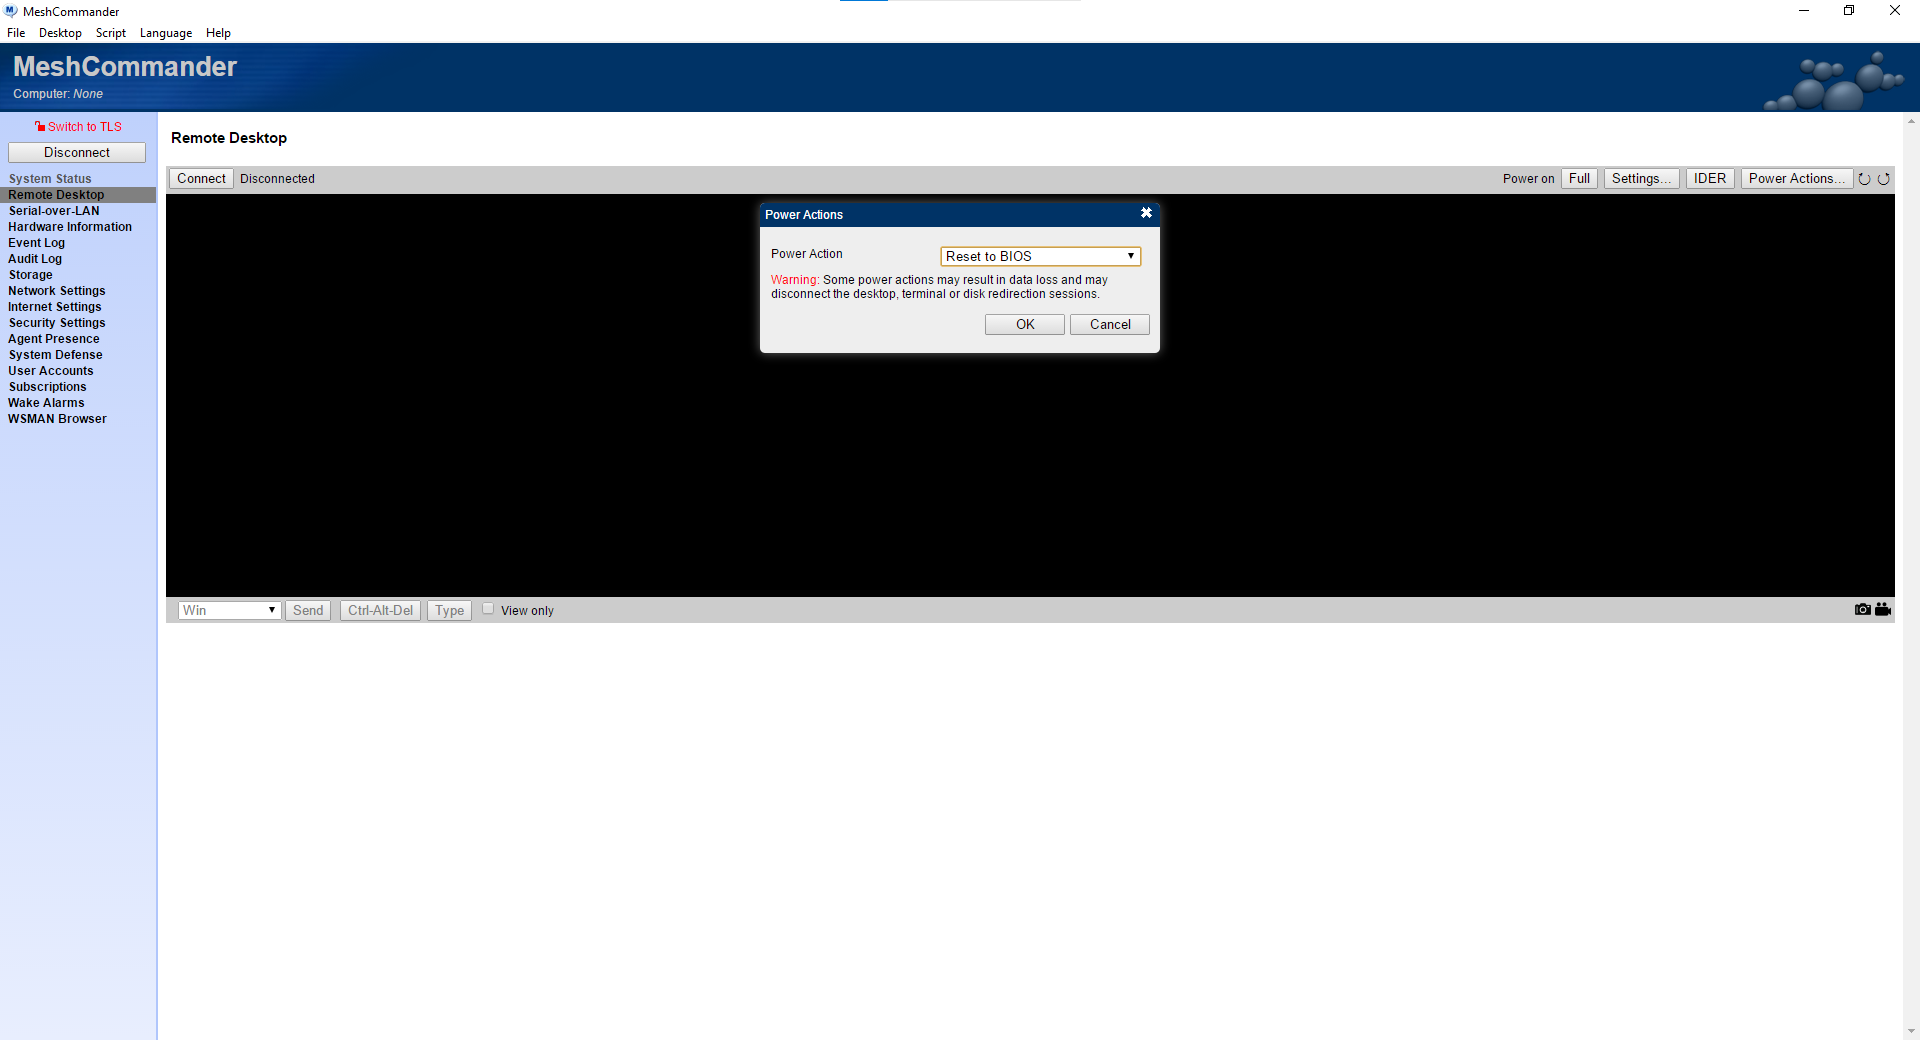 MeshCommander
File Desktop Script Language Help
MeshCommander
Computer: None
Switch to TLS
Disconnect
System Status
Remote Desktop
Serial-over-LAN
Hardware Information
Event Log
Audit Log
Storage
Network Settings
Internet Settings
Security Settings
Agent Presence
System Defense
User Accounts
Subscriptions
Wake Alarms
WSMAN Browser
Remote Desktop
Connect Disconnected Power on Full Settings... IDER Power Actions...
Power Actions
Power Action Reset to BIOS
Warning: Some power actions may result in data loss and may
disconnect the desktop, terminal or disk redirection sessions.
OK Cancel
Win Send Ctrl-Alt-Del Type View only